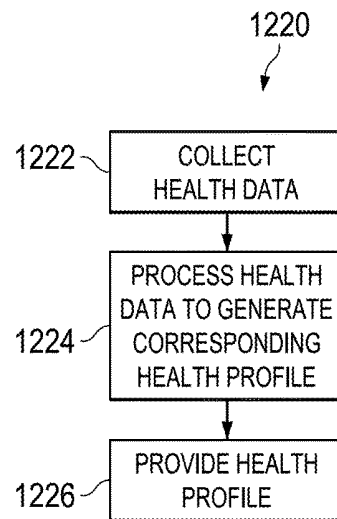 1220
1222
COLLECT
HEALTH DATA
1224
PROCESS HEALTH
DATA TO GENERATE
CORRESPONDING
HEALTH PROFILE
1226
PROVIDE HEALTH
PROFILE